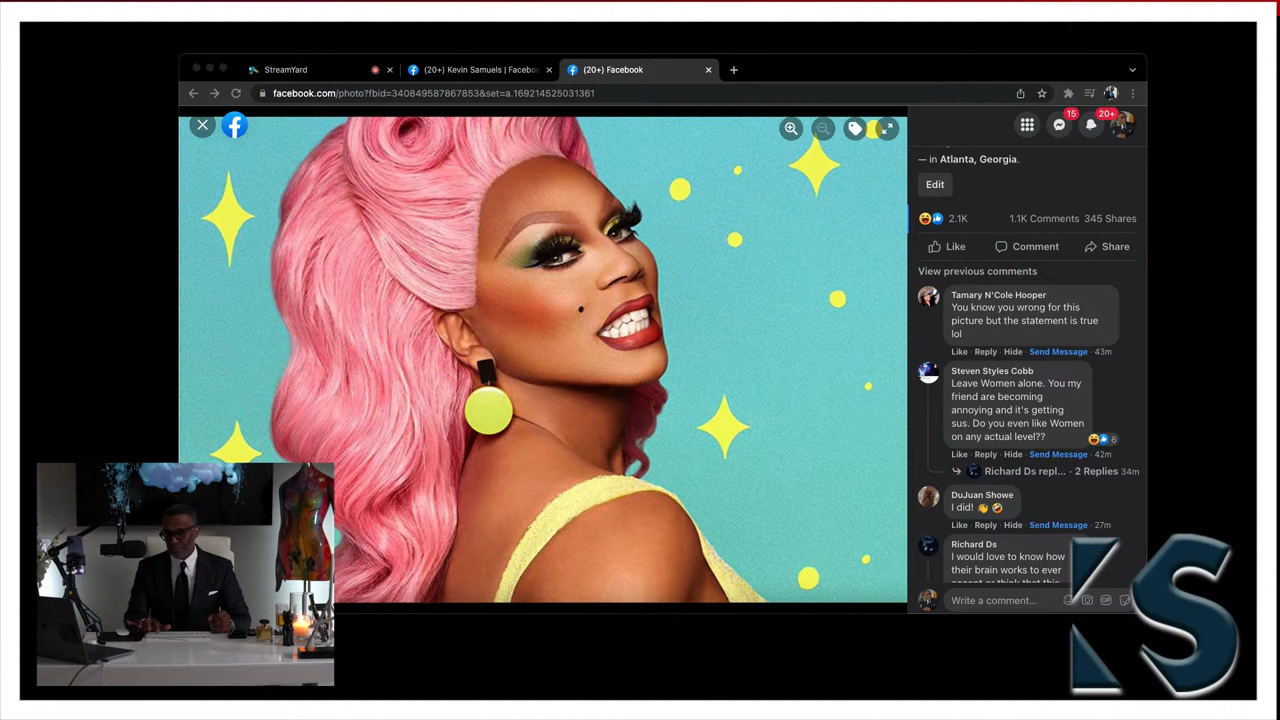 StreamYard
(20+) Kevin Samuels | Facebo
(20+) Facebook
facebook.com/photo?fbid=340849587867853&set=a.169214525031361
15
20+
— in Atlanta, Georgia.
Edit
2.1K 1.1K Comments 345 Shares
Like Comment Share
View previous comments
Tamary N'Cole Hooper
You know you wrong for this
picture but the statement is true
lol
Like · Reply · Hide · Send Message · 43m
Steven Styles Cobb
Leave Women alone. You my
friend are becoming
annoying and it's getting
sus. Do you even like Women
on any actual level??
6
Like · Reply · Hide · Send Message · 42m
Richard Ds repl... · 2 Replies 34m
DuJuan Showe
I did!
Like · Reply · Hide · Send Message · 27m
Richard Ds
I would love to know how
their brain works to ever
Write a comment...
GIF
KS